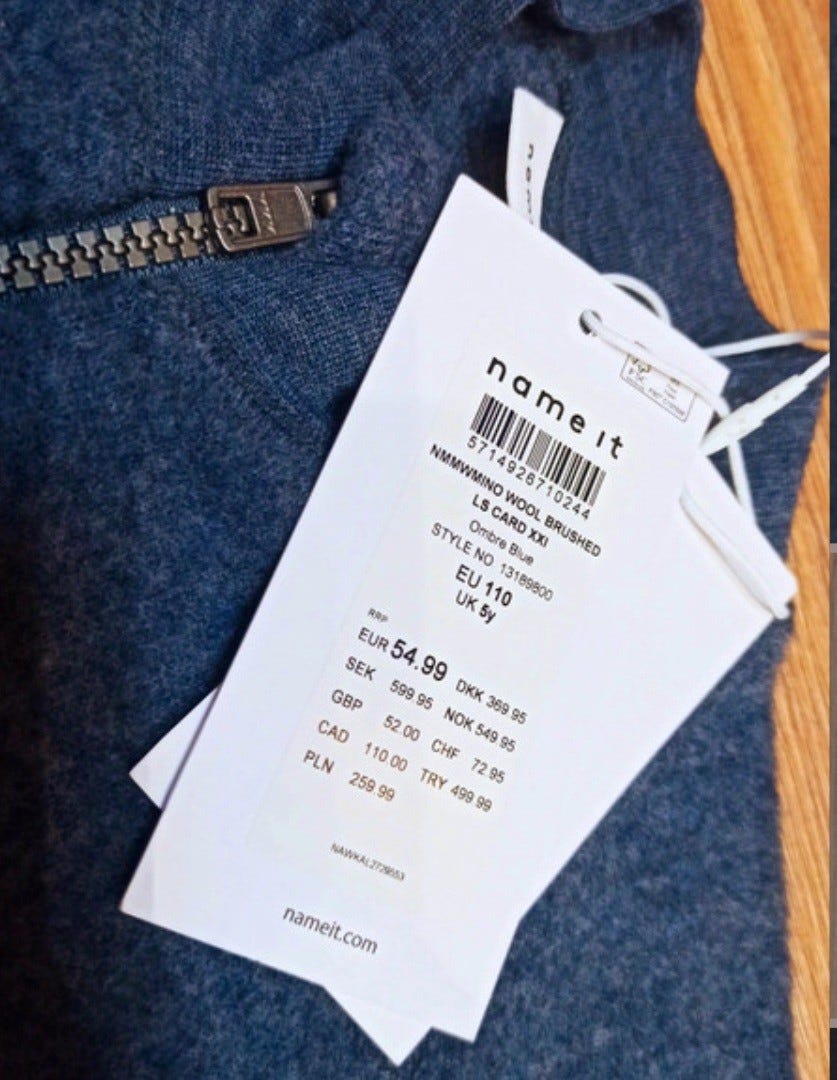 name it
5714926710244
NMMWMINO WOOL BRUSHED
LS CARD XXI
Ombre Blue
STYLE NO. 13189800
EU 110
UK 5y
RRP
EUR 54.99 DKK 369.95
SEK 599.95 NOK 549.95
GBP 52.00 CHF 72.95
CAD 110.00 TRY 499.99
PLN 259.99
nameit.com